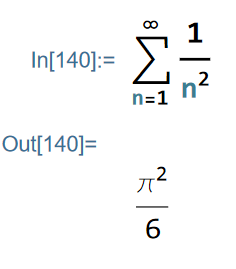 In[140]:= ∑_{n=1}^{∞} 1/n²
Out[140]=
π²/6